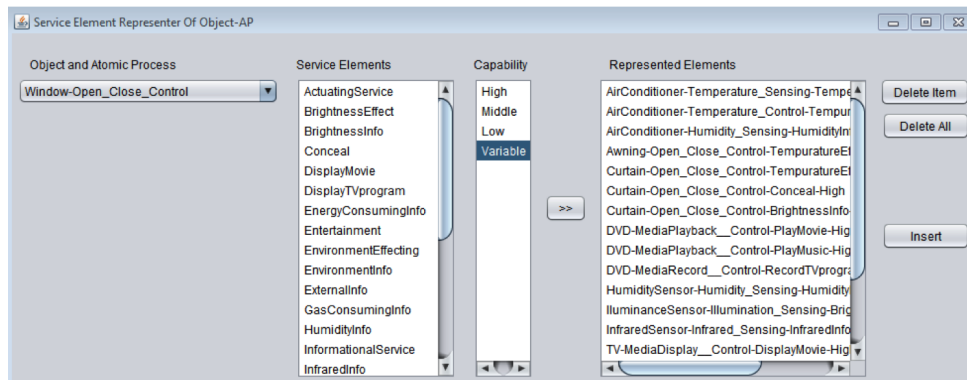 Service Element Representer Of Object-AP
Object and Atomic Process
Window-Open_Close_Control
Service Elements
ActuatingService
BrightnessEffect
BrightnessInfo
Conceal
DisplayMovie
DisplayTVprogram
EnergyConsumingInfo
Entertainment
EnvironmentEffecting
EnvironmentInfo
ExternalInfo
GasConsumingInfo
HumidityInfo
InformationalService
InfraredInfo
Capability
High
Middle
Low
Variable
>>
Represented Elements
AirConditioner-Temperature_Sensing-Tempe
AirConditioner-Temperature_Control-Tempur
AirConditioner-Humidity_Sensing-HumidityIn
Awning-Open_Close_Control-TempuratureEf
Curtain-Open_Close_Control-TempuratureEf
Curtain-Open_Close_Control-Conceal-High
Curtain-Open_Close_Control-BrightnessInfo-
DVD-MediaPlayback__Control-PlayMovie-Hig
DVD-MediaPlayback__Control-PlayMusic-Hig
DVD-MediaRecord__Control-RecordTVprogra
HumiditySensor-Humidity_Sensing-Humidity
IluminanceSensor-Illumination_Sensing-Brig
InfraredSensor-Infrared_Sensing-InfraredInfo
TV-MediaDisplay__Control-DisplayMovie-Hig
Delete Item
Delete All
Insert